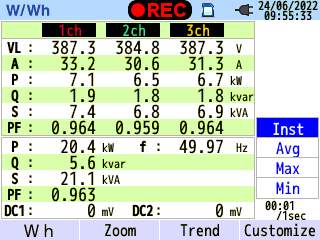 W/Wh REC 24/06/2022
09:55:33
1ch 2ch 3ch
VL: 387.3 384.8 387.3 V
A : 33.2 30.6 31.3 A
P : 7.1 6.5 6.7 kW
Q : 1.9 1.8 1.8 kvar
S : 7.4 6.8 6.9 kVA
PF: 0.964 0.959 0.964
P : 20.4 kW f : 49.97 Hz
Q : 5.6 kvar
S : 21.1 kVA
PF: 0.963
DC1: 0 mV DC2: 0 mV
Inst
Avg
Max
Min
00:01
/1sec
Wh Zoom Trend Customize